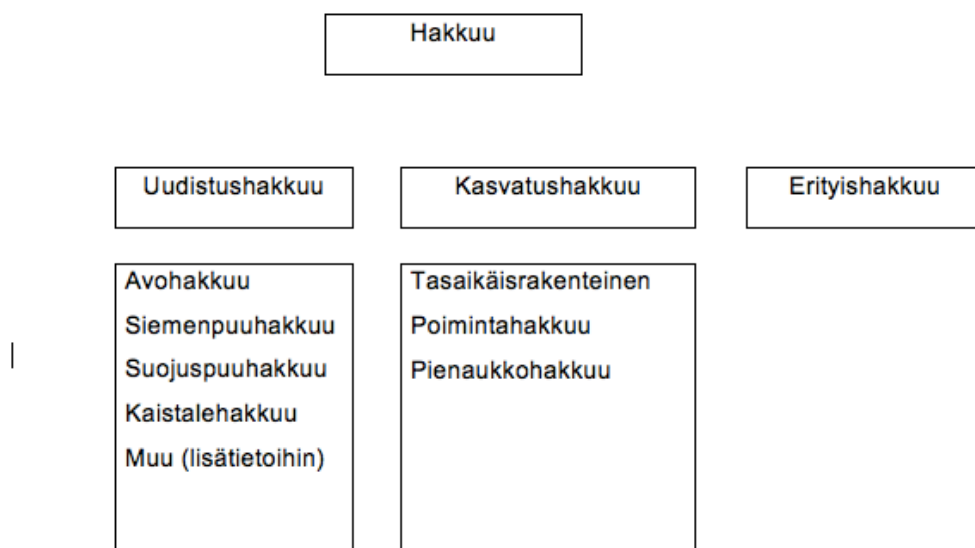 Hakkuu
Uudistushakkuu
Kasvatushakkuu
Erityishakkuu
Avohakkuu
Siemenpuuhakkuu
Suojuspuuhakkuu
Kaistalehakkuu
Muu (lisätietoihin)
Tasaikäisrakenteinen
Poimintahakkuu
Pienaukkohakkuu